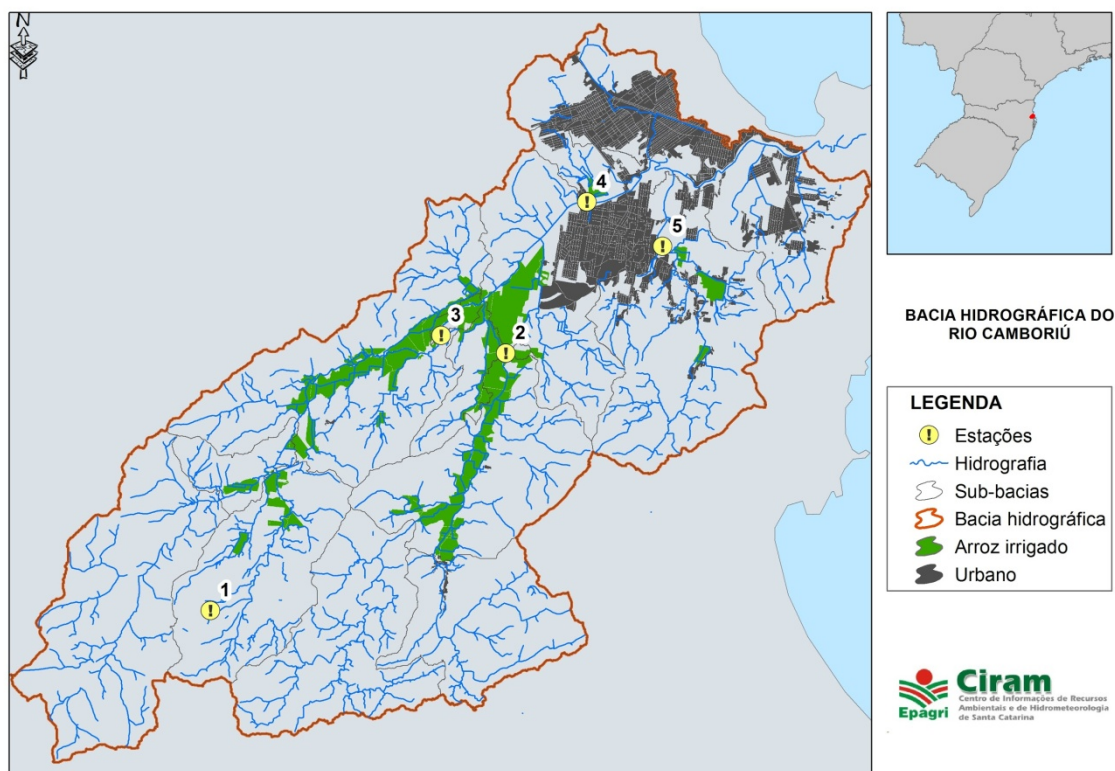 N
4
5
3
2
1
BACIA HIDROGRÁFICA DO
RIO CAMBORIÚ
LEGENDA
! Estações
Hidrografia
Sub-bacias
Bacia hidrográfica
Arroz irrigado
Urbano
Epagri
Ciram
Centro de Informações de Recursos
Ambientais e de Hidrometeorologia
de Santa Catarina